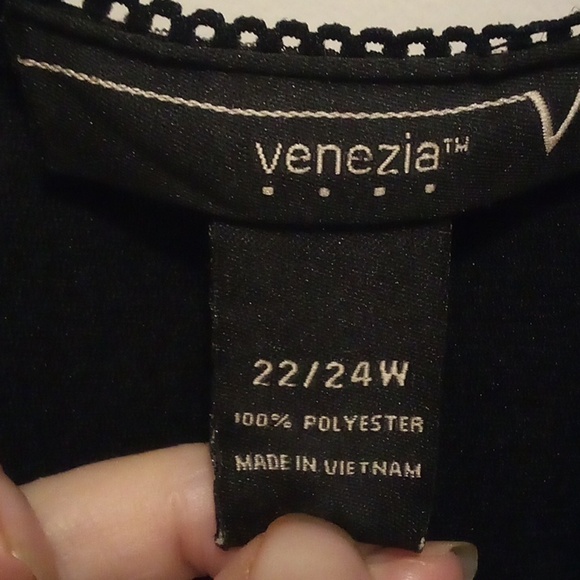 venezia™
22/24W
100% POLYESTER
MADE IN VIETNAM